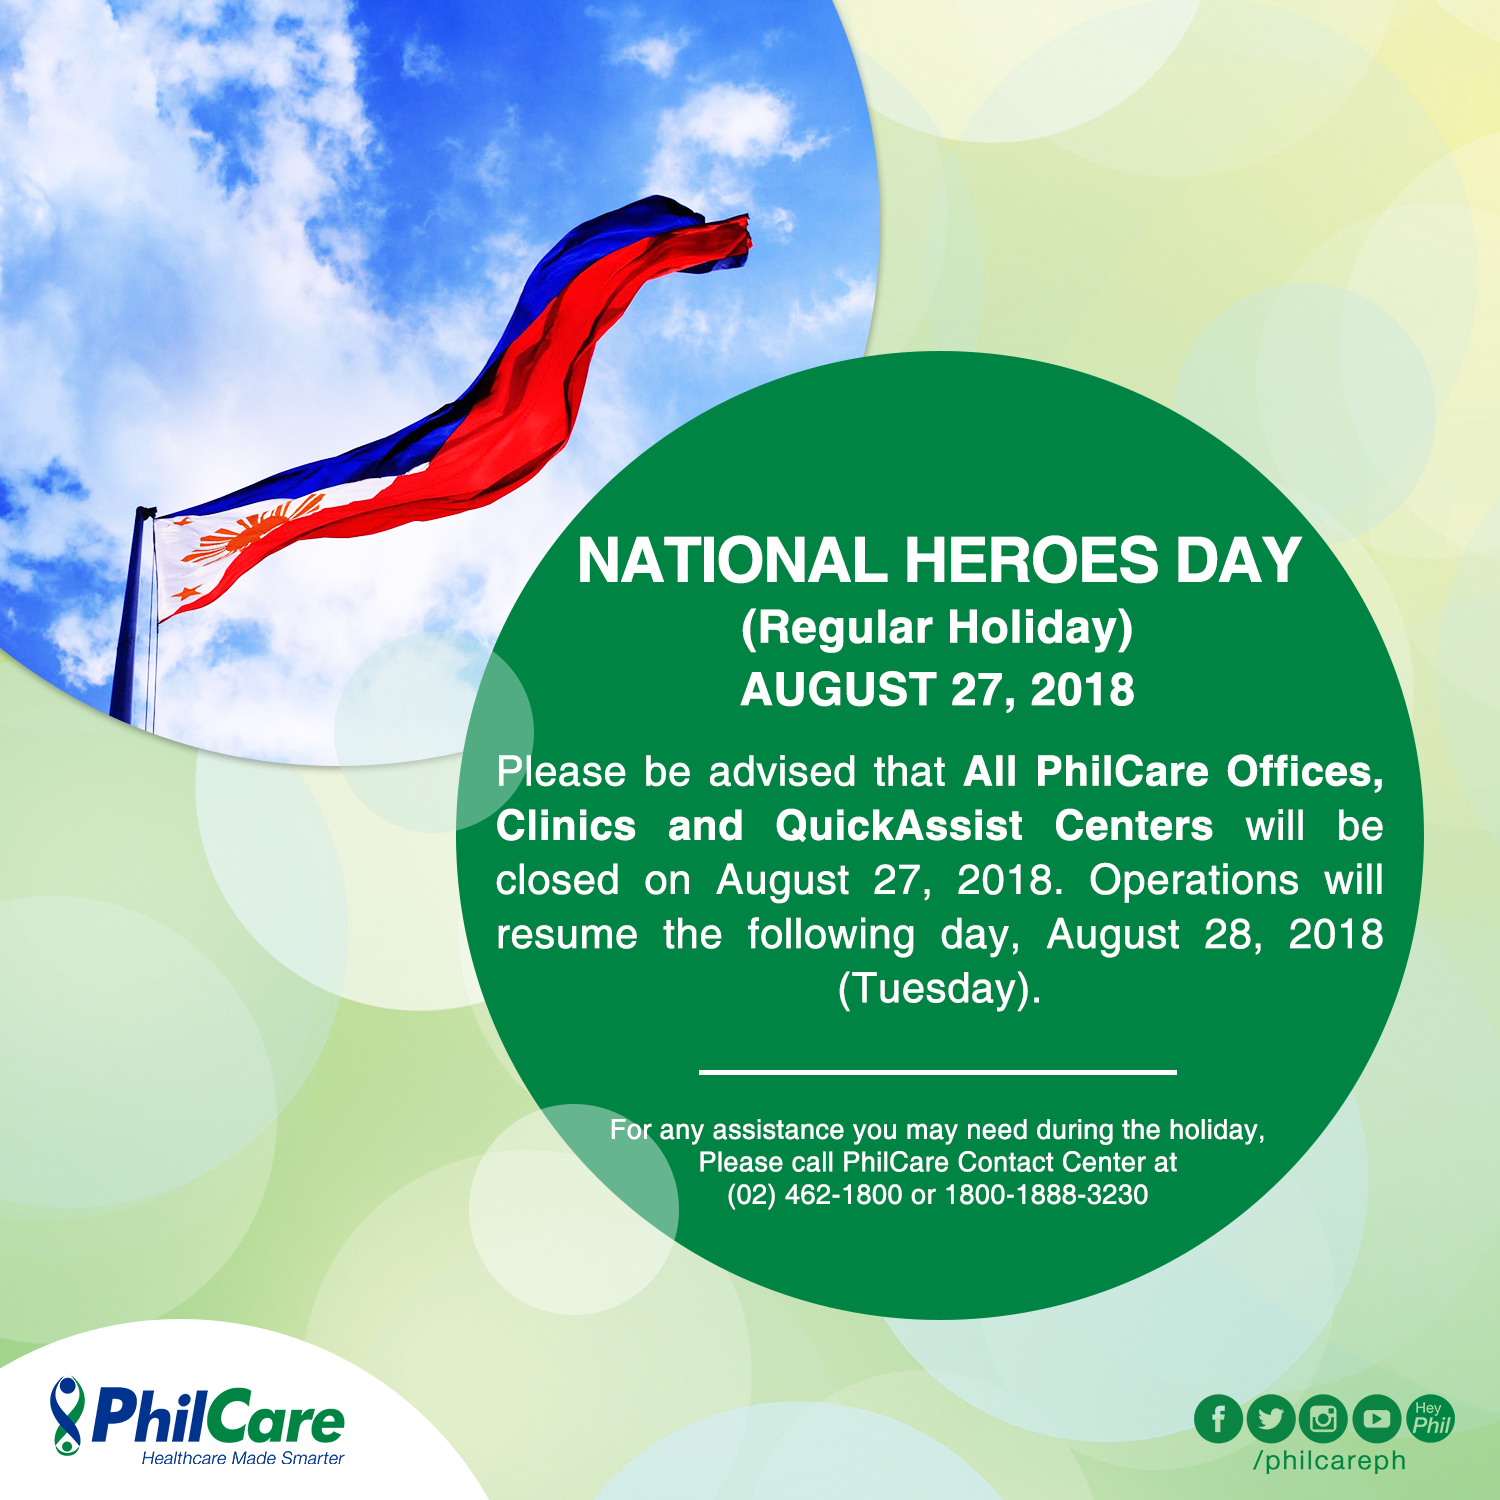 NATIONAL HEROES DAY
(Regular Holiday)
AUGUST 27, 2018
Please be advised that All PhilCare Offices,
Clinics and QuickAssist Centers will be
closed on August 27, 2018. Operations will
resume the following day, August 28, 2018
(Tuesday).
For any assistance you may need during the holiday,
Please call PhilCare Contact Center at
(02) 462-1800 or 1800-1888-3230
PhilCare
Healthcare Made Smarter
Hey
Phil
/philcareph